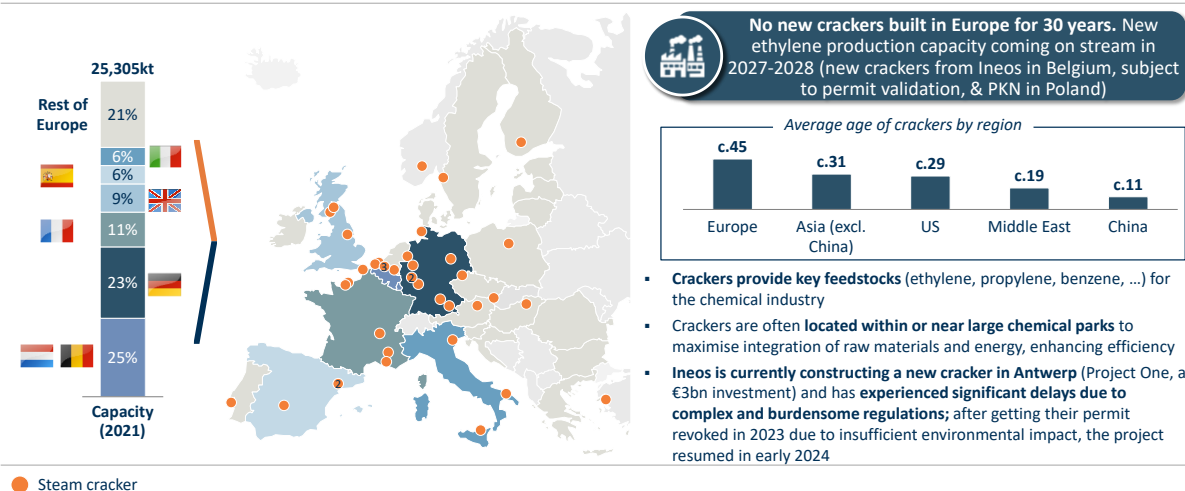 25,305kt
Rest of
Europe
21%
6%
6%
9%
11%
23%
25%
Capacity
(2021)
3
2
2
Steam cracker
No new crackers built in Europe for 30 years. New
ethylene production capacity coming on stream in
2027-2028 (new crackers from Ineos in Belgium, subject
to permit validation, & PKN in Poland)
Average age of crackers by region
c.45
c.31
c.29
c.19
c.11
Europe
Asia (excl.
China)
US
Middle East
China
▪ Crackers provide key feedstocks (ethylene, propylene, benzene, ...) for
the chemical industry
▪ Crackers are often located within or near large chemical parks to
maximise integration of raw materials and energy, enhancing efficiency
▪ Ineos is currently constructing a new cracker in Antwerp (Project One, a
€3bn investment) and has experienced significant delays due to
complex and burdensome regulations; after getting their permit
revoked in 2023 due to insufficient environmental impact, the project
resumed in early 2024